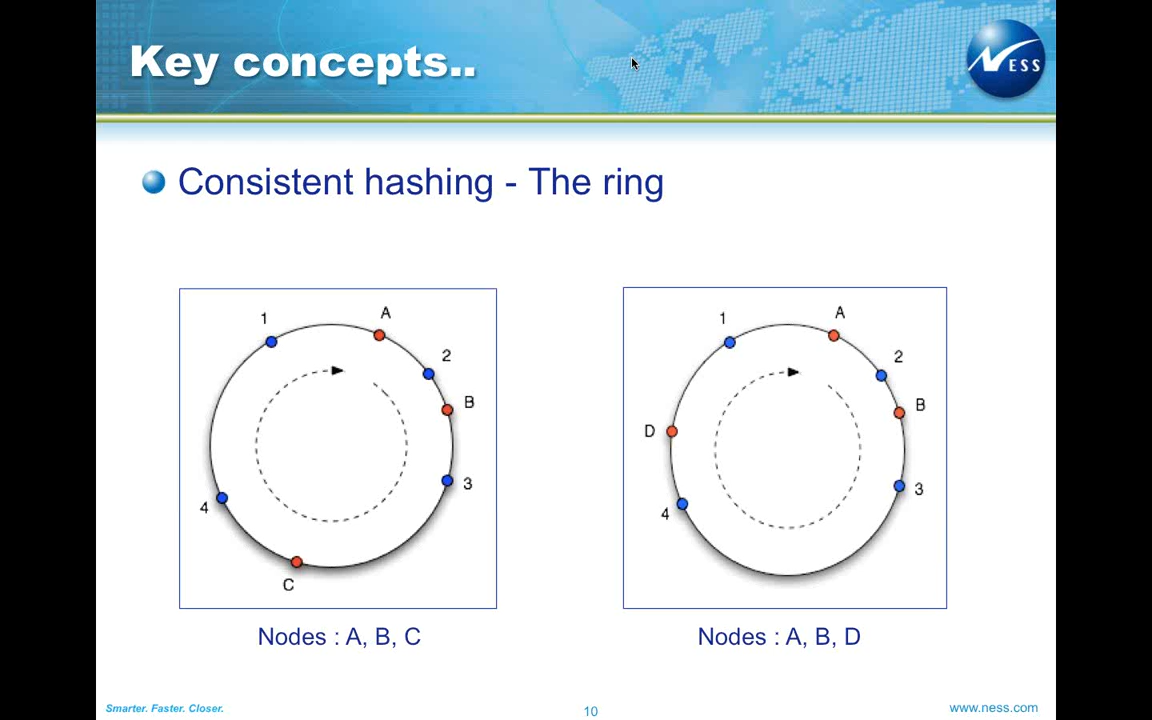 Key concepts..
NESS
Consistent hashing - The ring
1
A
2
B
3
4
C
1
A
2
B
D
3
4
Nodes : A, B, C
Nodes : A, B, D
Smarter. Faster. Closer.
10
www.ness.com